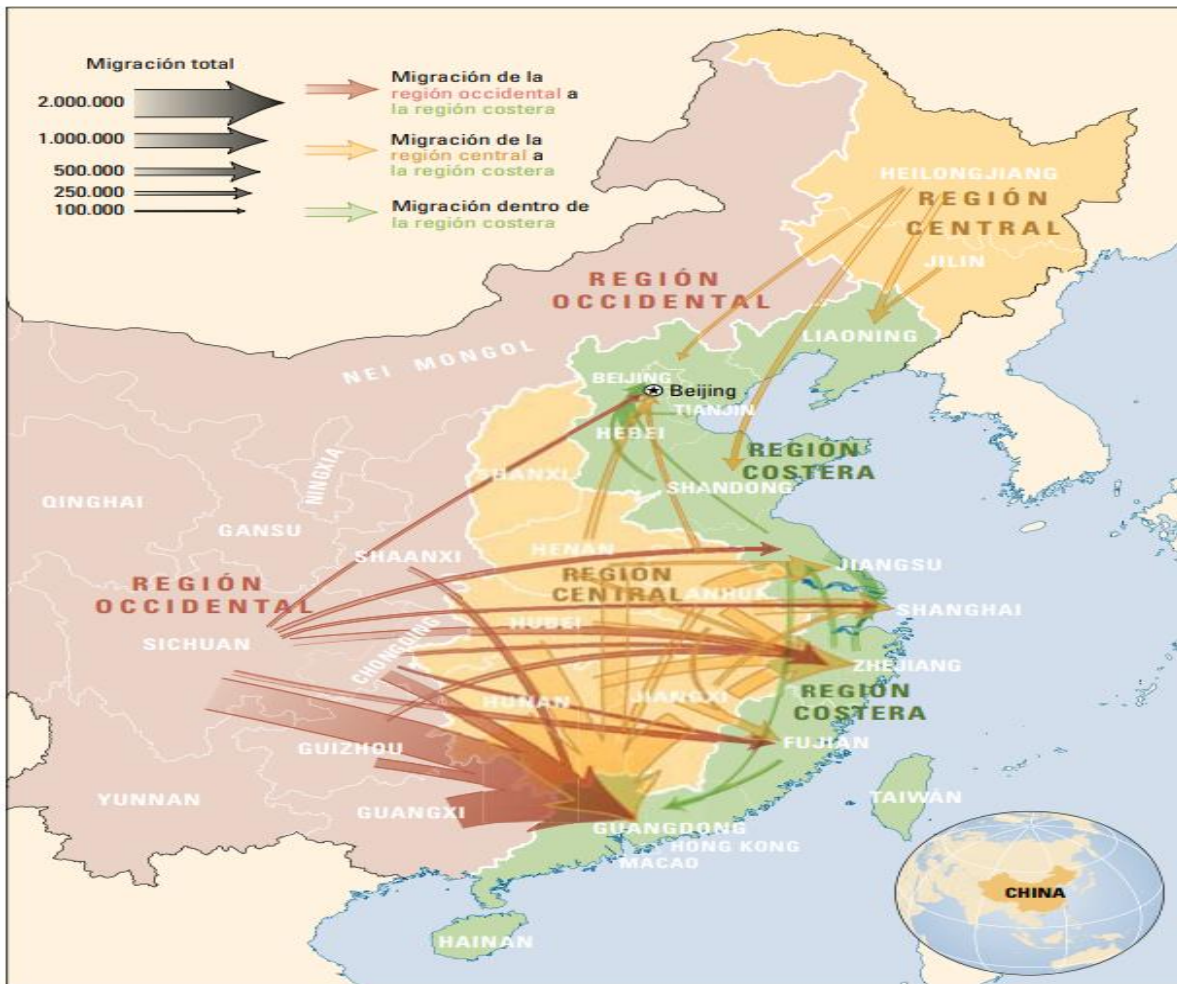 Migración total
2.000.000
1.000.000
500.000
250.000
100.000
Migración de la
región occidental a
la región costera
Migración de la
región central a
la región costera
Migración dentro de
la región costera
HEILONGJIANG
REGIÓN
CENTRAL
JILIN
REGIÓN
OCCIDENTAL
LIAONING
NEI MONGOL
BEIJING
Beijing
TIANJIN
HEBEI
REGIÓN
COSTERA
SHANXI
SHANDONG
NINGXIA
QINGHAI
GANSU
SHAANXI
HENAN
JIANGSU
REGIÓN
CENTRAL
ANHUI
REGIÓN
OCCIDENTAL
SHANGHAI
HUBEI
SICHUAN
CHONGQING
ZHEJIANG
HUNAN
JIANGXI
REGIÓN
COSTERA
GUIZHOU
FUJIAN
YUNNAN
GUANGXI
TAIWÁN
GUANGDONG
HONG KONG
MACAO
CHINA
HAINAN